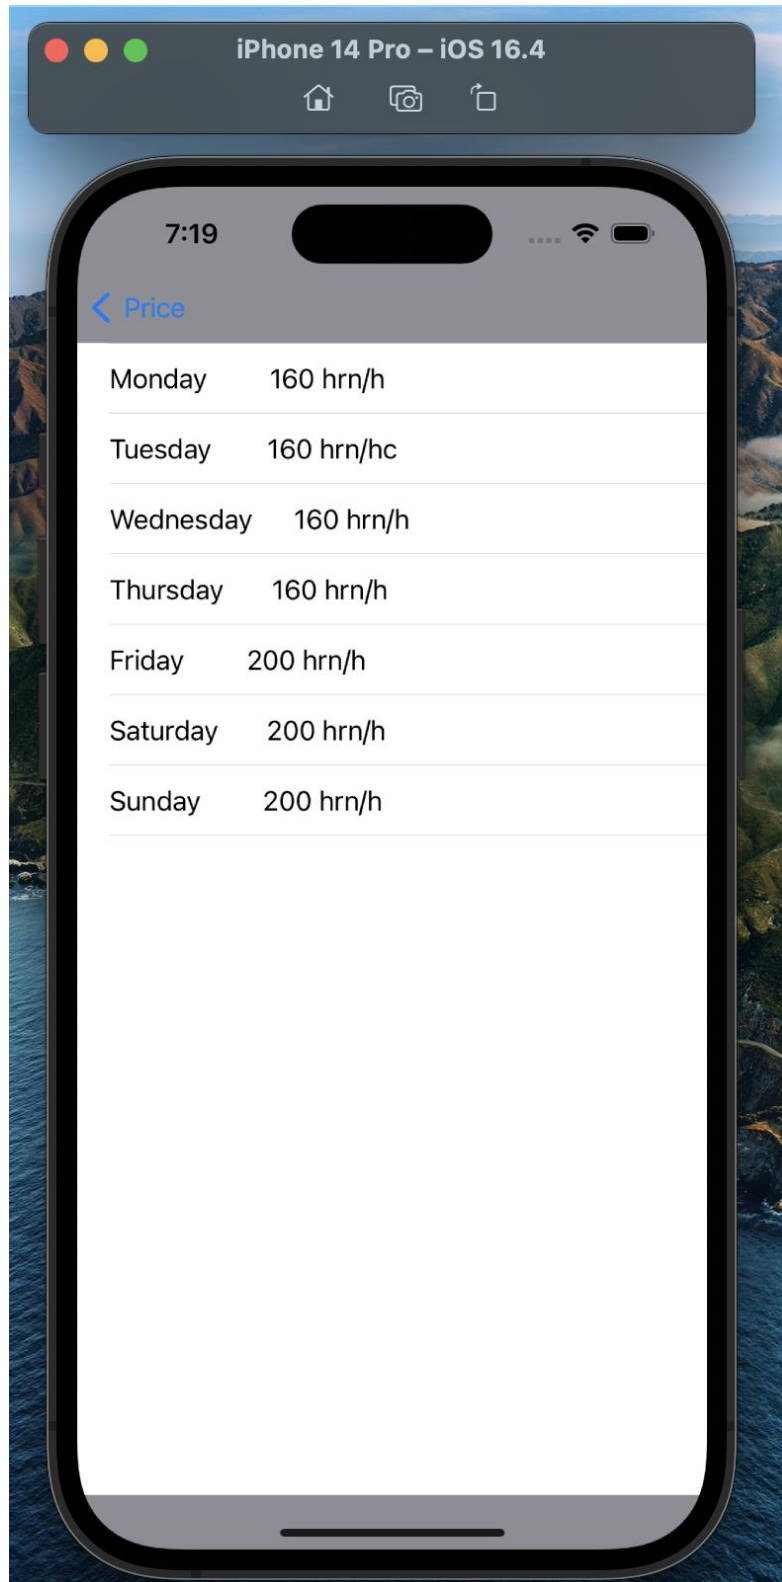 iPhone 14 Pro – iOS 16.4
7:19
Price
Monday 160 hrn/h
Tuesday 160 hrn/hc
Wednesday 160 hrn/h
Thursday 160 hrn/h
Friday 200 hrn/h
Saturday 200 hrn/h
Sunday 200 hrn/h